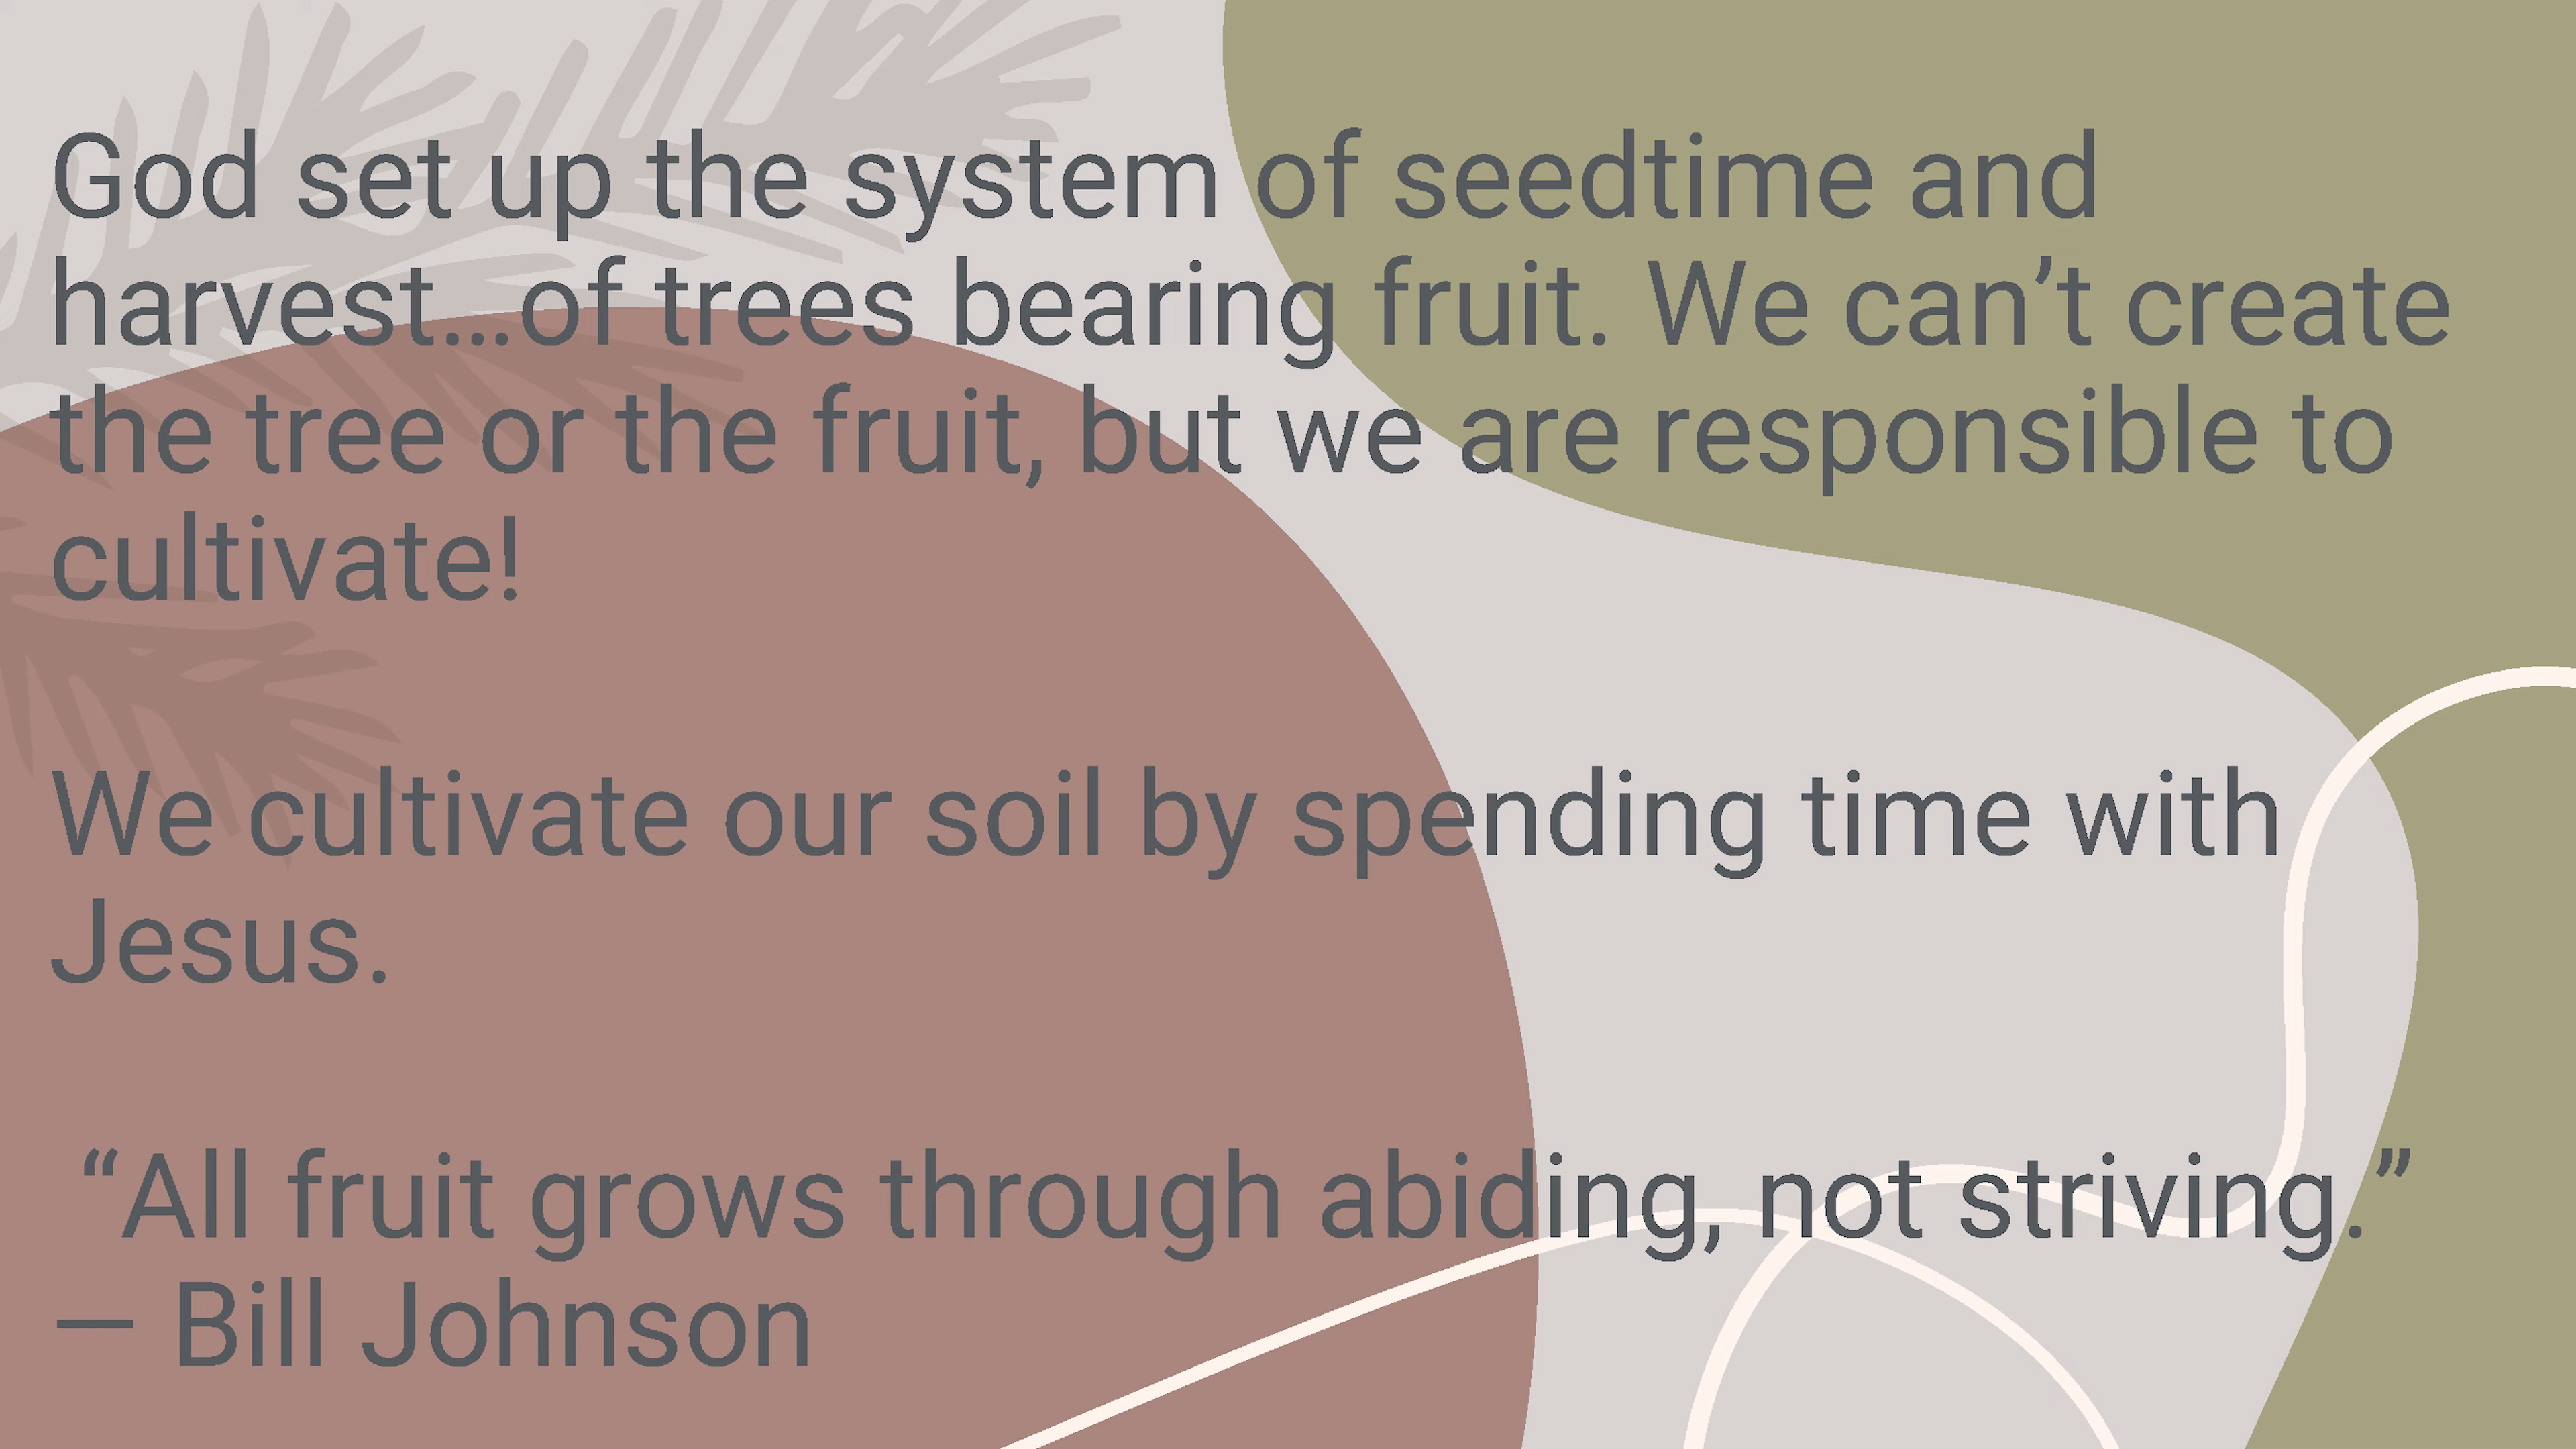 God set up the system of seedtime and
harvest…of trees bearing fruit. We can’t create
the tree or the fruit, but we are responsible to
cultivate!
We cultivate our soil by spending time with
Jesus.
“All fruit grows through abiding, not striving.”
— Bill Johnson